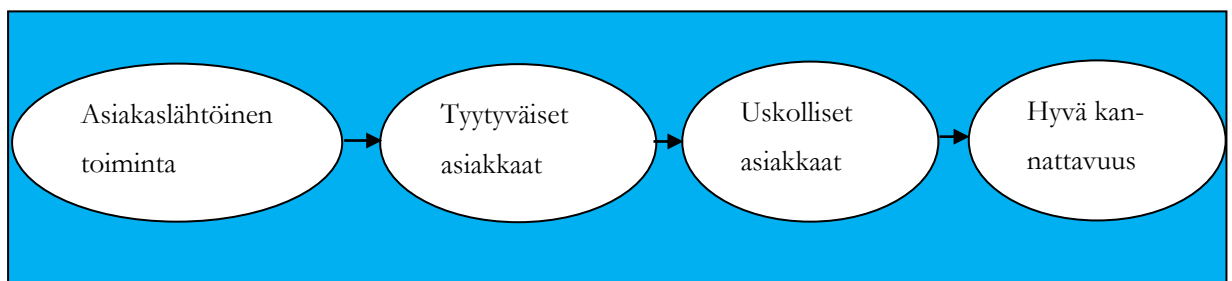 Asiakaslähtöinen
toiminta
Tyytyväiset
asiakkaat
Uskolliset
asiakkaat
Hyvä kan-
nattavuus